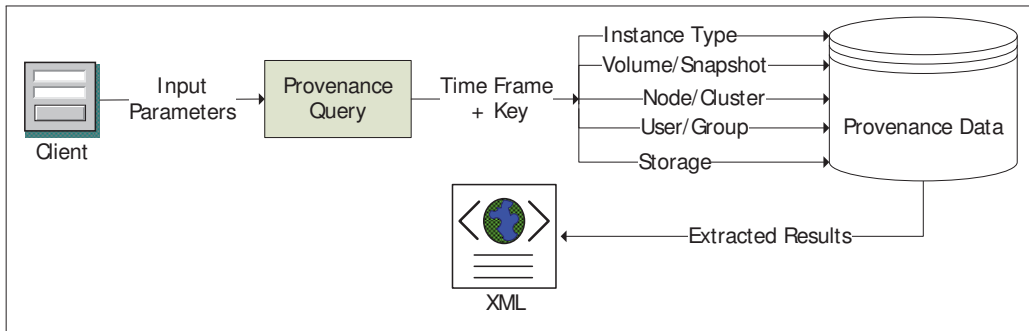 Client
Input
Parameters
Provenance
Query
Time Frame
+ Key
Instance Type
Volume/Snapshot
Node/Cluster
User/Group
Storage
Provenance Data
Extracted Results
XML